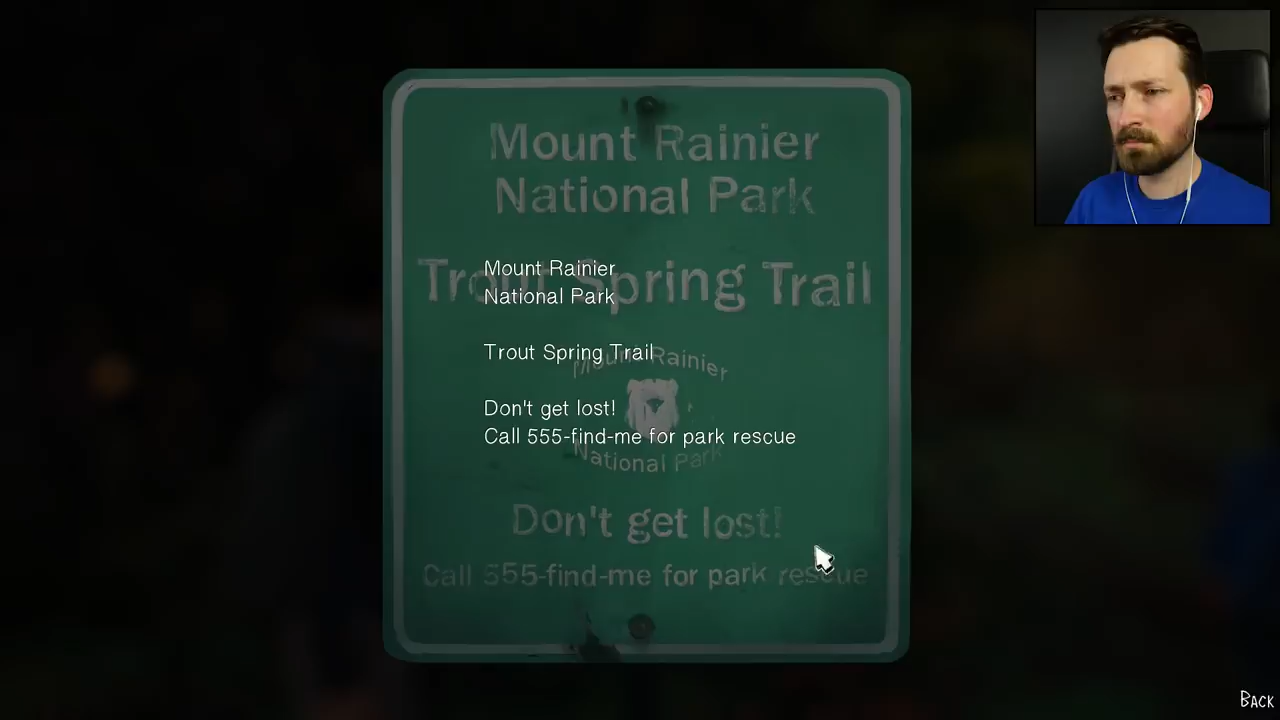 Mount Rainier
National Park
Trout Spring Trail
Mount Rainier
National Park
Don't get lost!
Call 555-find-me for park rescue
Mount Rainier
National Park
Trout Spring Trail
Don't get lost!
Call 555-find-me for park rescue
BACK